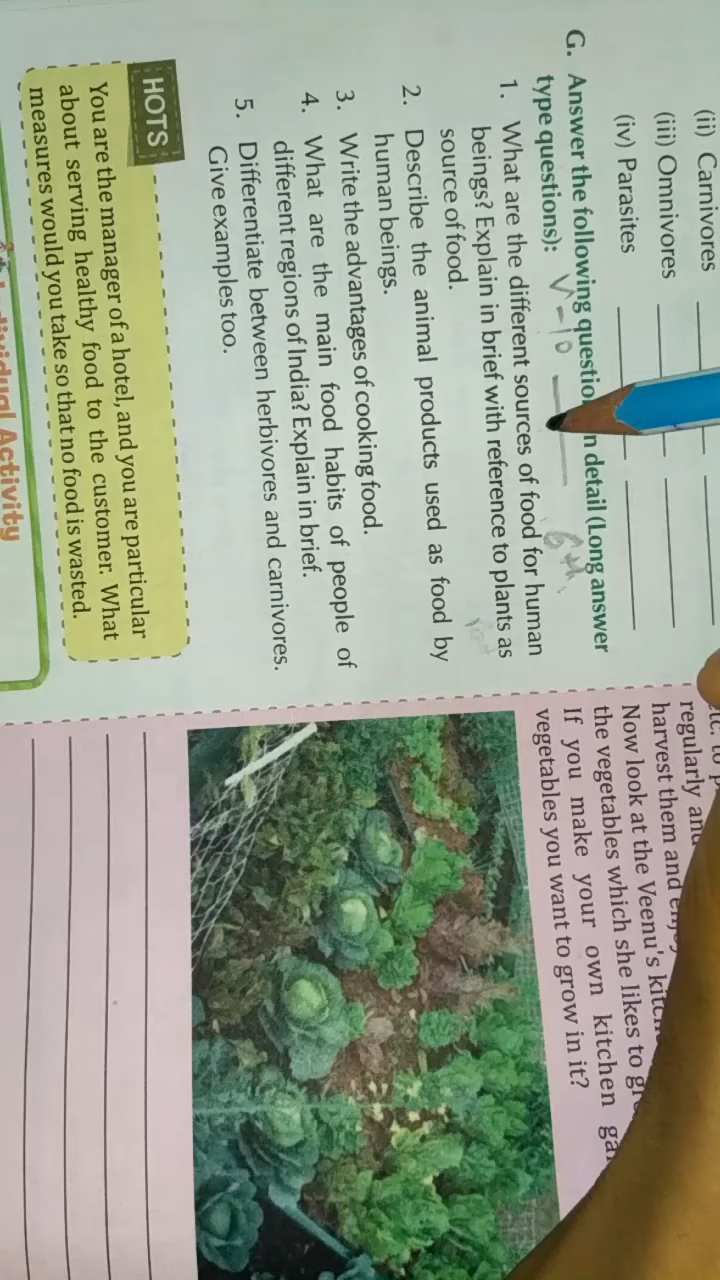 (ii) Carnivores
(iii) Omnivores
(iv) Parasites
G. Answer the following in detail (Long answer
type questions):
1. What are the different sources of food for human
beings? Explain in brief with reference to plants as
source of food.
2. Describe the animal products used as food by
human beings.
3. Write the advantages of cooking food.
4. What are the main food habits of people of
different regions of India? Explain in brief.
5. Differentiate between herbivores and carnivores.
Give examples too.
HOTS
You are the manager of a hotel, and you are particular
about serving healthy food to the customer. What
measures would you take so that no food is wasted.
Activity
regularly and
harvest them and
Now look at the Veenu's
the vegetables which she likes to
If you make your own kitchen
vegetables you want to grow in it?